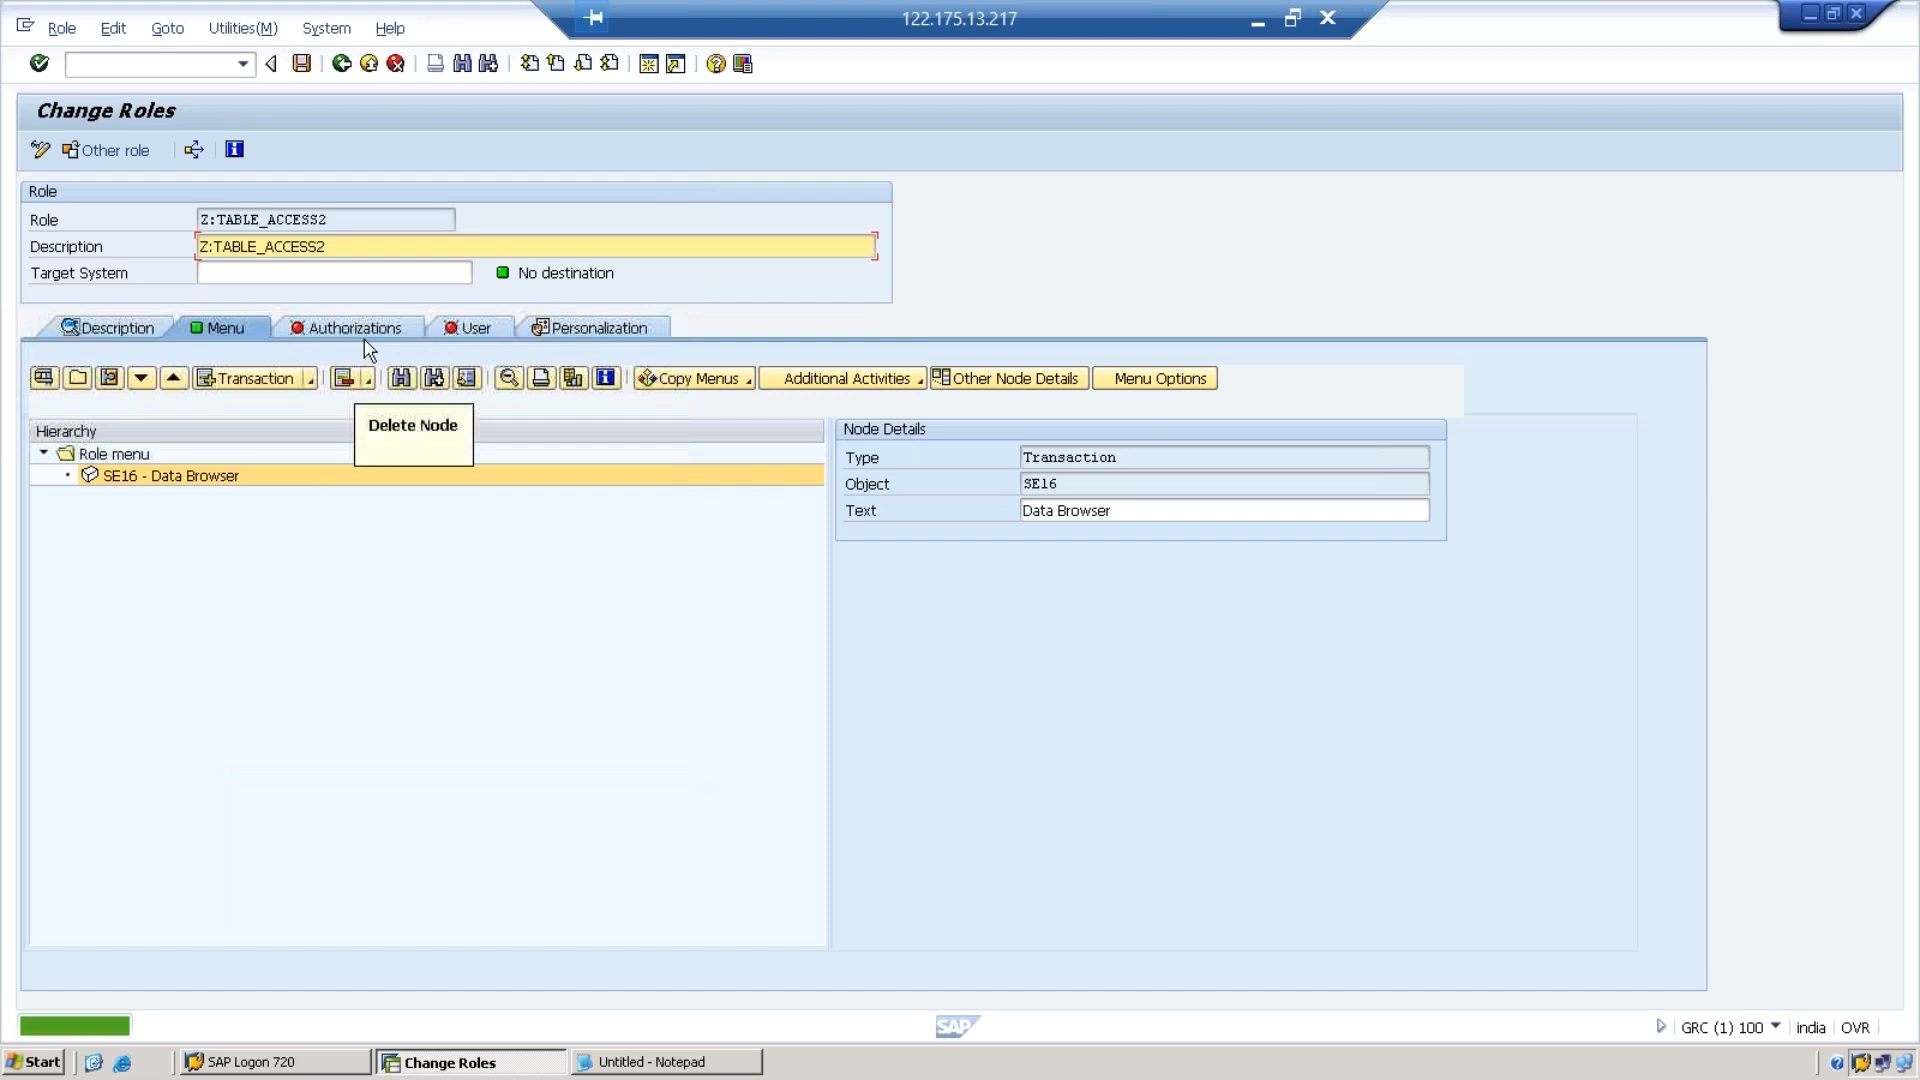 122.175.13.217
Role Edit Goto Utilities(M) System Help
Change Roles
Other role
Role
Role Z:TABLE_ACCESS2
Description Z:TABLE_ACCESS2
Target System No destination
Description Menu Authorizations User Personalization
Transaction Copy Menus Additional Activities Other Node Details Menu Options
Delete Node
Hierarchy
Role menu
SE16 - Data Browser
Node Details
Type Transaction
Object SE16
Text Data Browser
SAP
GRC (1) 100 india OVR
Start SAP Logon 720 Change Roles Untitled - Notepad